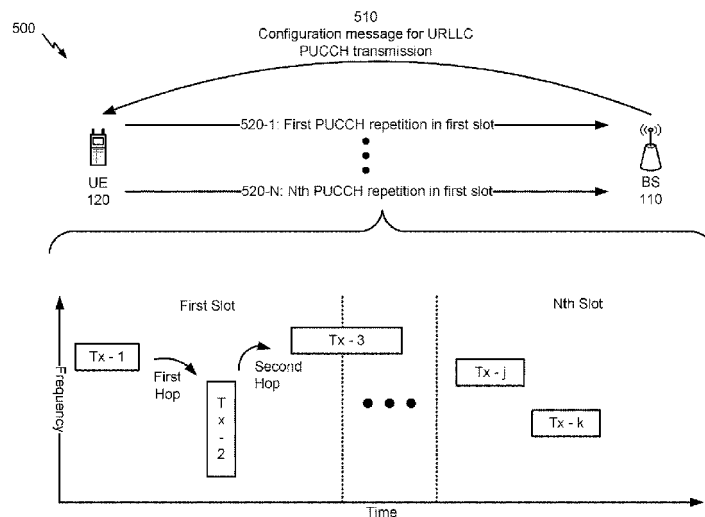 500
510
Configuration message for URLLC
PUCCH transmission
520-1: First PUCCH repetition in first slot
UE
120
520-N: Nth PUCCH repetition in first slot
BS
110
First Slot
Nth Slot
Tx - 1
First
Hop
T
x
-
2
Second
Hop
Tx - 3
Tx - j
Tx - k
Frequency
Time